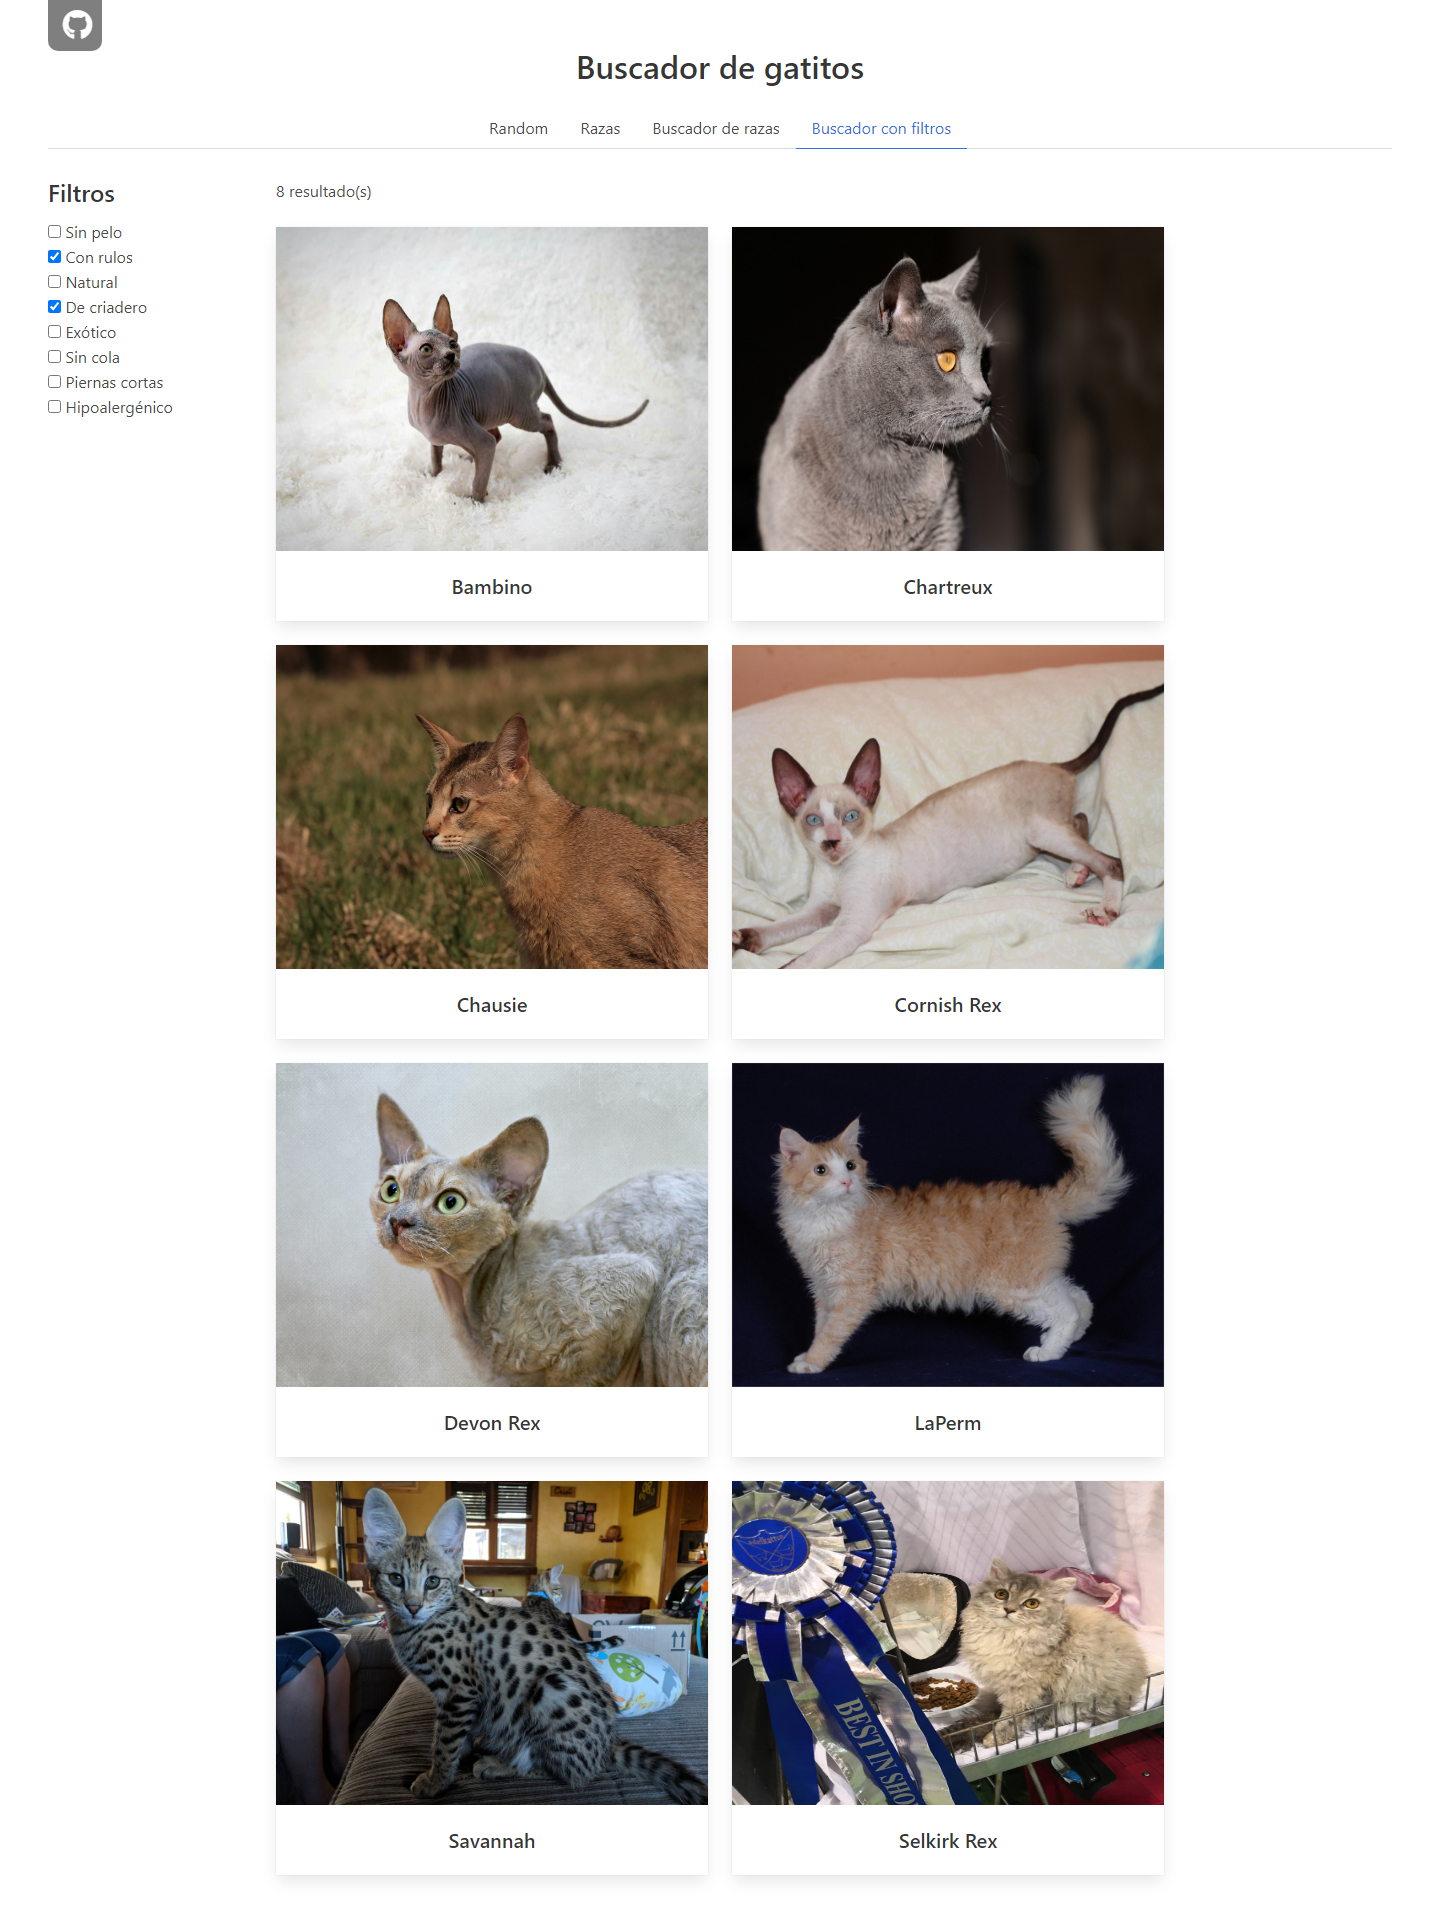 Buscador de gatitos
Random
Razas
Buscador de razas
Buscador con filtros
Filtros
Sin pelo
Con rulos
Natural
De criadero
Exótico
Sin cola
Piernas cortas
Hipoalergénico
8 resultado(s)
Bambino
Chartreux
Chausie
Cornish Rex
Devon Rex
LaPerm
BEST IN SHO
Savannah
Selkirk Rex